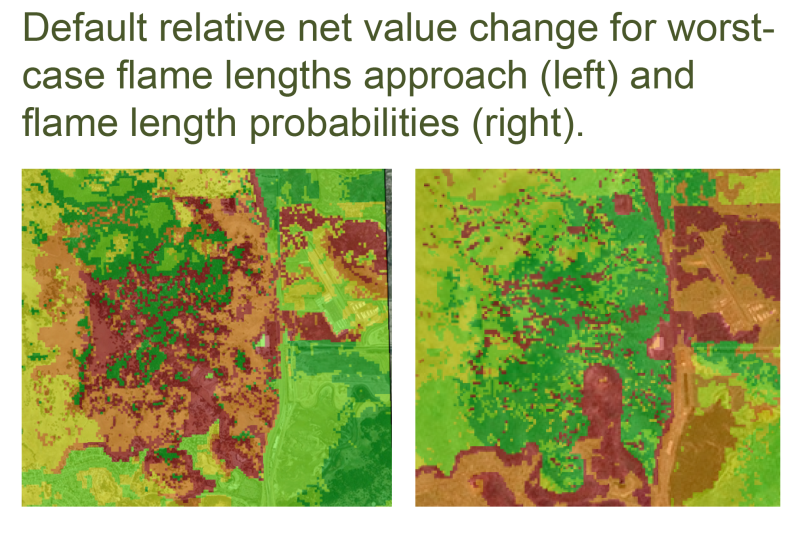 Default relative net value change for worst-
case flame lengths approach (left) and
flame length probabilities (right).